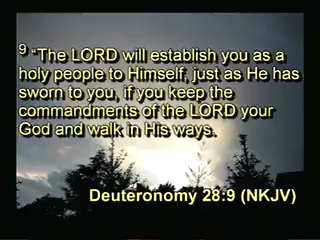 9 “The LORD will establish you as a
holy people to Himself, just as He has
sworn to you, if you keep the
commandments of the LORD your
God and walk in His ways.
Deuteronomy 28:9 (NKJV)